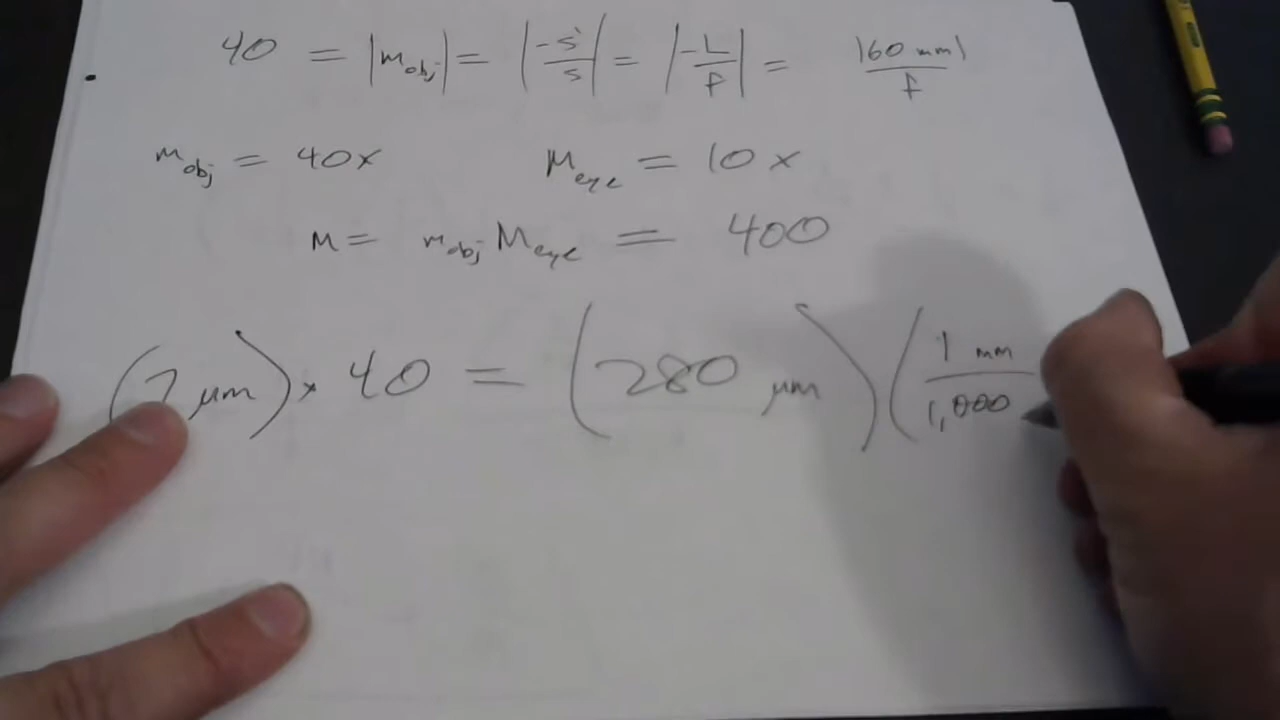 40 = |m_obj| = |-s'/s| = |-L/f| = 160 mm/f
m_obj = 40x M_eye = 10x
M = m_obj M_eye = 400
(7 μm) × 40 = (280 μm)(1 mm/1,000